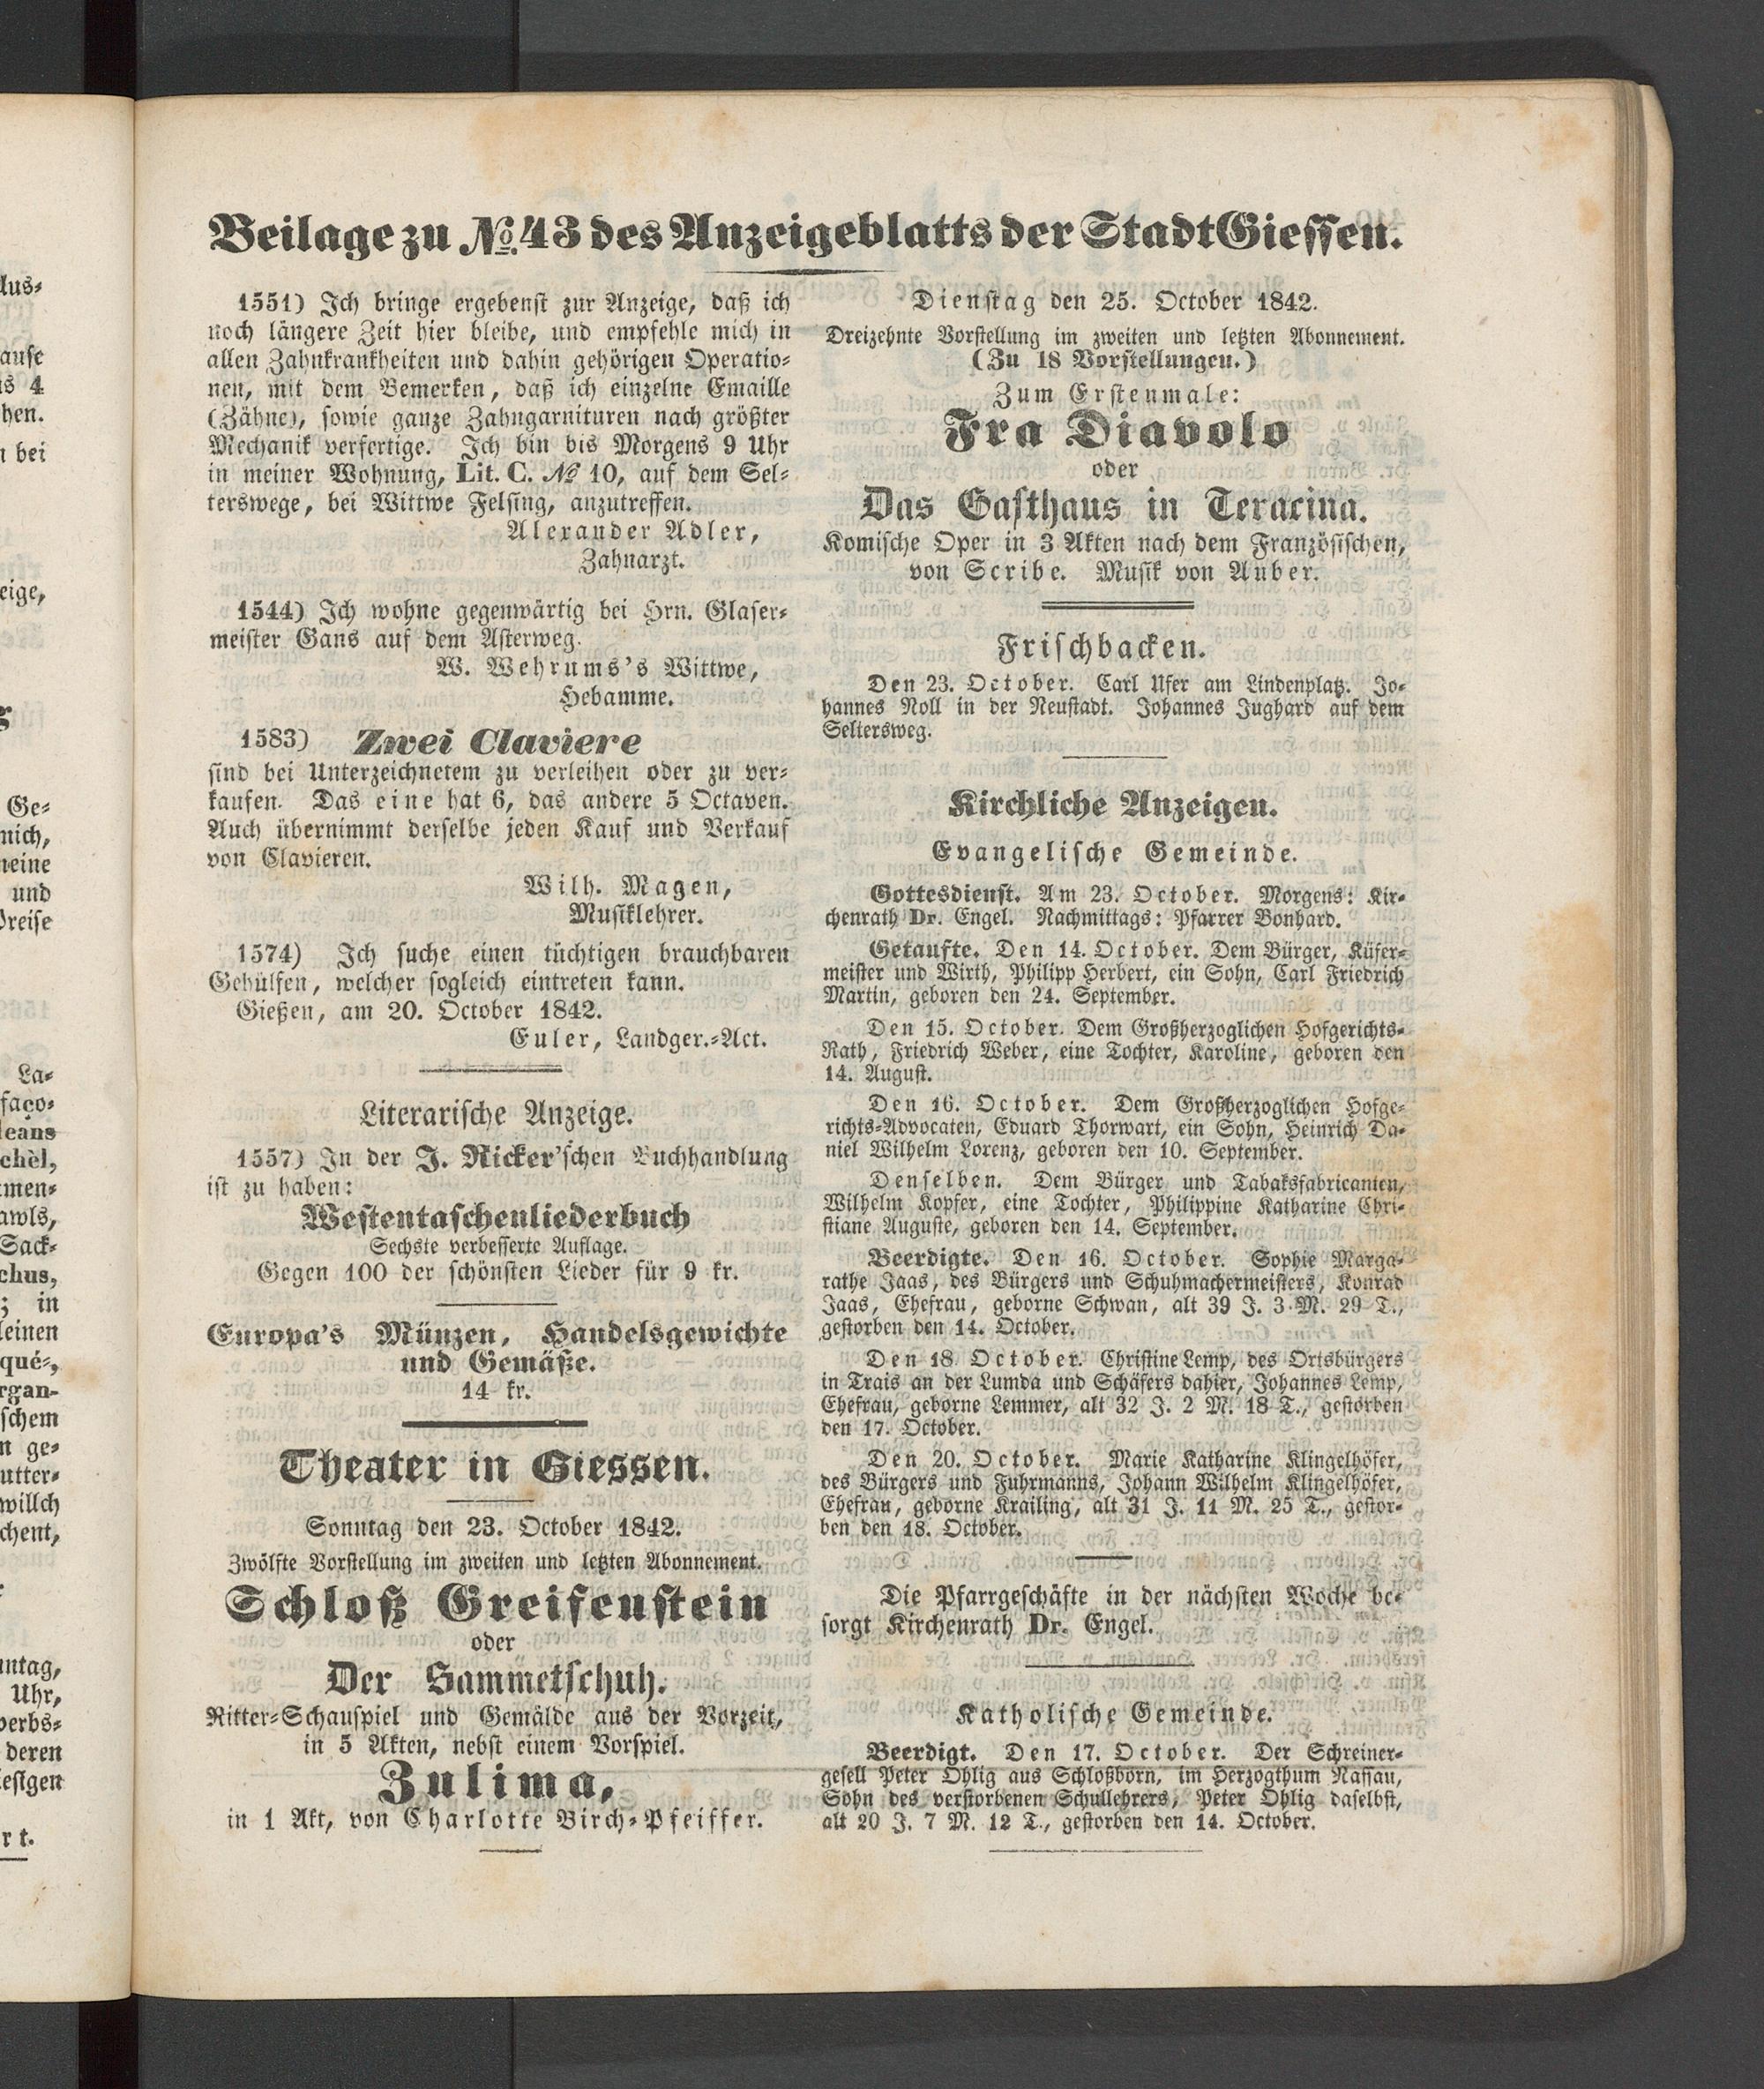 Beilage zu No. 43 des Anzeigeblatts der Stadt Giessen.
1551) Ich bringe ergebenst zur Anzeige, daß ich
noch längere Zeit hier bleibe, und empfehle mich in
allen Zahnkrankheiten und dahin gehörigen Operatio-
nen, mit dem Bemerken, daß ich einzelne Emaille
(Zähne), sowie ganze Zahngarnituren nach größter
Mechanik verfertige. Ich bin bis Morgens 9 Uhr
in meiner Wohnung, Lit. C. № 10, auf dem Sel-
terswege, bei Wittwe Felsing, anzutreffen.
Alexander Adler,
Zahnarzt.
1544) Ich wohne gegenwärtig bei Hrn. Glaser-
meister Gans auf dem Asterweg.
W. Wehrums's Wittwe,
Hebamme.
1583) Zwei Claviere
sind bei Unterzeichnetem zu verleihen oder zu ver-
kaufen. Das eine hat 6, das andere 5 Octaven.
Auch übernimmt derselbe jeden Kauf und Verkauf
von Clavieren.
Wilh. Magen,
Musiklehrer.
1574) Ich suche einen tüchtigen brauchbaren
Gehülfen, welcher sogleich eintreten kann.
Gießen, am 20. October 1842.
Euler, Landger.-Act.
Literarische Anzeige.
1557) In der J. Ricker'schen Buchhandlung
ist zu haben:
Westentaschenliederbuch
Sechste verbesserte Auflage.
Gegen 100 der schönsten Lieder für 9 kr.
Europa's Münzen, Handelsgewichte
und Gemäße.
14 kr.
Theater in Giessen.
Sonntag den 23. October 1842.
Zwölfte Vorstellung im zweiten und letzten Abonnement.
Schloß Greifenstein
oder
Der Sammetschuh.
Ritter-Schauspiel und Gemälde aus der Vorzeit,
in 5 Akten, nebst einem Vorspiel.
Zulima,
in 1 Akt, von Charlotte Birch-Pfeiffer.
Dienstag den 25. October 1842.
Dreizehnte Vorstellung im zweiten und letzten Abonnement.
(Zu 18 Vorstellungen.)
Zum Erstenmale:
Fra Diavolo
oder
Das Gasthaus in Teracina.
Komische Oper in 3 Akten nach dem Französischen,
von Scribe. Musik von Auber.
Frischbacken.
Den 23. October. Carl Ufer am Lindenplatz. Jo-
hannes Noll in der Neustadt. Johannes Jughard auf dem
Seltersweg.
Kirchliche Anzeigen.
Evangelische Gemeinde.
Gottesdienst. Am 23. October. Morgens: Kir-
chenrath Dr. Engel. Nachmittags: Pfarrer Bonhard.
Getaufte. Den 14. October. Dem Bürger, Küfer-
meister und Wirth, Philipp Herbert, ein Sohn, Carl Friedrich
Martin, geboren den 24. September.
Den 15. October. Dem Großherzoglichen Hofgerichts-
Rath, Friedrich Weber, eine Tochter, Karoline, geboren den
14. August.
Den 16. October. Dem Großherzoglichen Hofge-
richts-Advocaten, Eduard Thorwart, ein Sohn, Heinrich Da-
niel Wilhelm Lorenz, geboren den 10. September.
Denselben. Dem Bürger und Tabaksfabricanten,
Wilhelm Kopfer, eine Tochter, Philippine Katharine Chri-
stiane Auguste, geboren den 14. September.
Beerdigte. Den 16. October. Sophie Marga-
rathe Jaas, des Bürgers und Schuhmachermeisters, Konrad
Jaas, Ehefrau, geborne Schwan, alt 39 J. 3 M. 29 T.,
gestorben den 14. October.
Den 18. October. Christine Lemp, des Ortsbürgers
in Trais an der Lumda und Schäfers dahier, Johannes Lemp,
Ehefrau, geborne Lemmer, alt 32 J. 2 M. 18 T., gestorben
den 17. October.
Den 20. October. Marie Katharine Klingelhöfer,
des Bürgers und Fuhrmanns, Johann Wilhelm Klingelhöfer,
Ehefrau, geborne Krailing, alt 31 J. 11 M. 25 T., gestor-
ben den 18. October.
Die Pfarrgeschäfte in der nächsten Woche be-
sorgt Kirchenrath Dr. Engel.
Katholische Gemeinde.
Beerdigt. Den 17. October. Der Schreiner-
gesell Peter Ohlig aus Schloßborn, im Herzogthum Nassau,
Sohn des verstorbenen Schullehrers, Peter Ohlig daselbst,
alt 20 J. 7 M. 12 T., gestorben den 14. October.